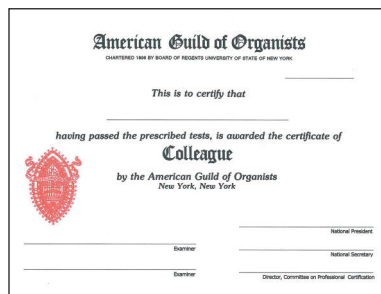 American Guild of Organists
CHARTERED 1896 BY BOARD OF REGENTS UNIVERSITY OF STATE OF NEW YORK
This is to certify that
having passed the prescribed tests, is awarded the certificate of
Colleague
by the American Guild of Organists
New York, New York
National President
Examiner
National Secretary
Examiner
Director, Committee on Professional Certification